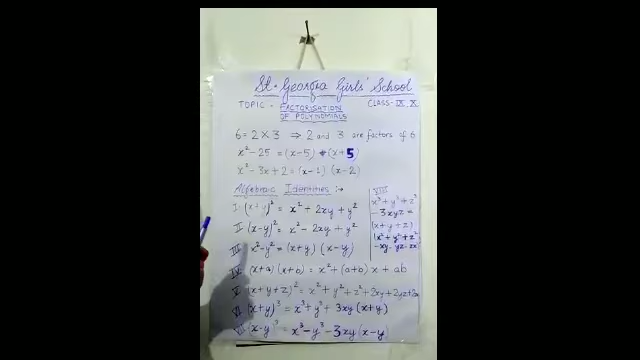 St. Georgia Girls' School
TOPIC - FACTORISATION OF POLYNOMIALS
CLASS - IX, X
6 = 2 × 3 ⇒ 2 and 3 are factors of 6
x² - 25 = (x - 5) (x + 5)
x² - 3x + 2 = (x - 1) (x - 2)
Algebraic Identities :-
I (x + y)² = x² + 2xy + y²
II (x - y)² = x² - 2xy + y²
III x² - y² = (x + y) (x - y)
IV (x + a) (x + b) = x² + (a + b) x + ab
V (x + y + z)² = x² + y² + z² + 2xy + 2yz + 2zx
VI (x + y)³ = x³ + y³ + 3xy (x + y)
VII (x - y)³ = x³ - y³ - 3xy (x - y)
VIII
x³ + y³ + z³
- 3xyz =
(x + y + z)
(x² + y² + z²
- xy - yz - zx)